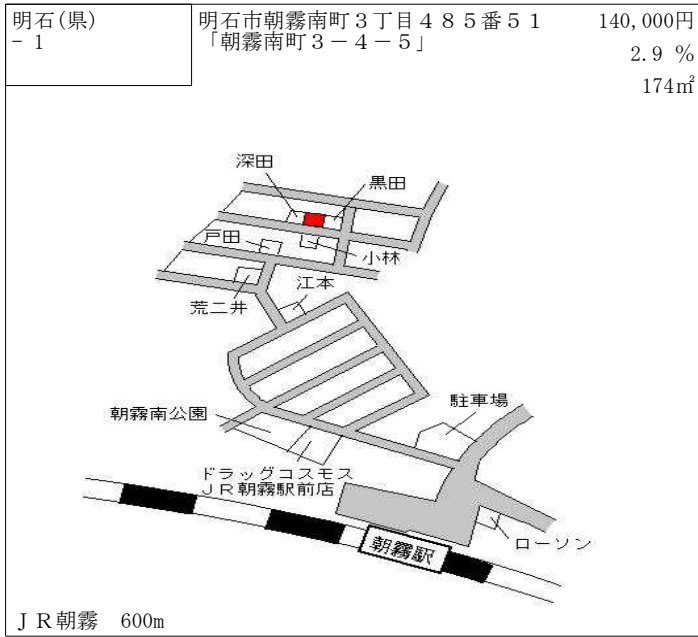 明石(県)
- 1
明石市朝霧南町３丁目４８５番５１
「朝霧南町３－４－５」
140,000円
2.9 %
174㎡
深田
黒田
戸田
小林
荒二井
江本
駐車場
朝霧南公園
ドラッグコスモス
ＪＲ朝霧駅前店
ローソン
朝霧駅
ＪＲ朝霧　600m